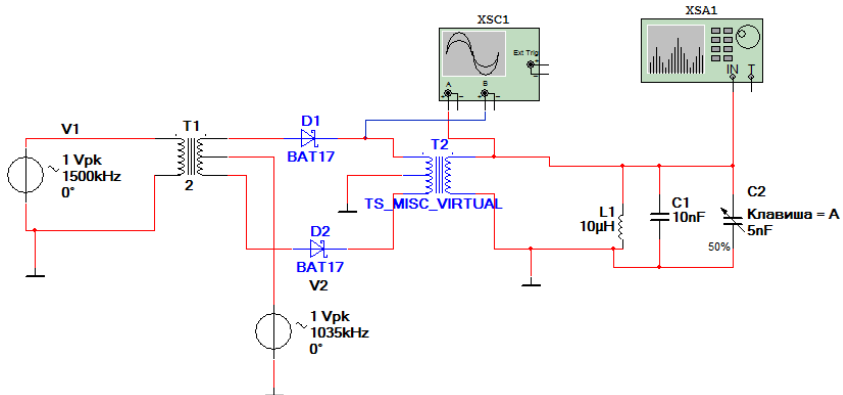 XSC1
XSA1
Ext Trig
A
B
IN
T
V1
1 Vpk
1500kHz
0°
T1
2
D1
BAT17
T2
TS_MISC_VIRTUAL
D2
BAT17
V2
1 Vpk
1035kHz
0°
L1
10µH
C1
10nF
C2
Клавиша = A
5nF
50%